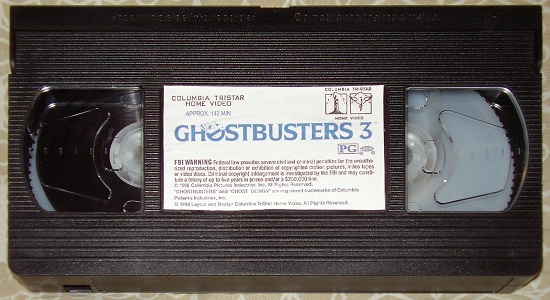 COLUMBIA TRISTAR
HOME VIDEO
APPROX. 142 MIN.
COLUMBIA TRISTAR
HOME VIDEO
GHOSTBUSTERS 3
PG
FBI WARNING Federal law provides severe civil and criminal penalties for the unautho-
rized reproduction, distribution or exhibition of copyrighted motion pictures, video tapes
or video discs. Criminal copyright infringement is investigated by the FBI and may consti-
tute a felony of up to five years in prison and/or a $250,000 fine.
© 1998 Columbia Pictures Industries, Inc. All Rights Reserved.
"GHOSTBUSTERS" and "GHOST DESIGN" are registered trademarks of Columbia
Pictures Industries, Inc.
© 1998 Layout and Design Columbia TriStar Home Video. All Rights Reserved.